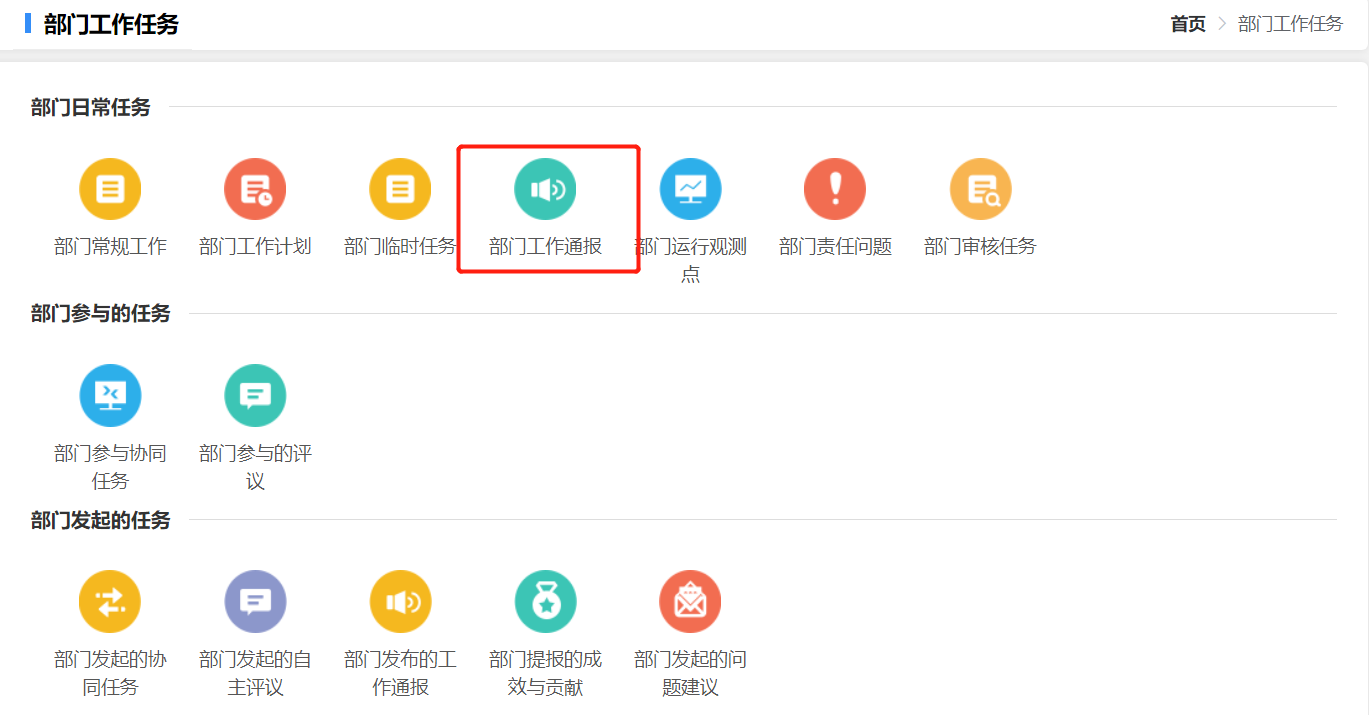 部门工作任务
首页 > 部门工作任务
部门日常任务
部门常规工作
部门工作计划
部门临时任务
部门工作通报
部门运行观测
点
部门责任问题
部门审核任务
部门参与的任务
部门参与协同
任务
部门参与的评
议
部门发起的任务
部门发起的协
同任务
部门发起的自
主评议
部门发布的工
作通报
部门提报的成
效与贡献
部门发起的问
题建议